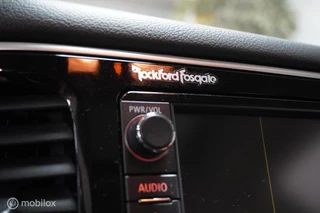 Rockford Fosgate
PWR/VOL
AUDIO
mobilox